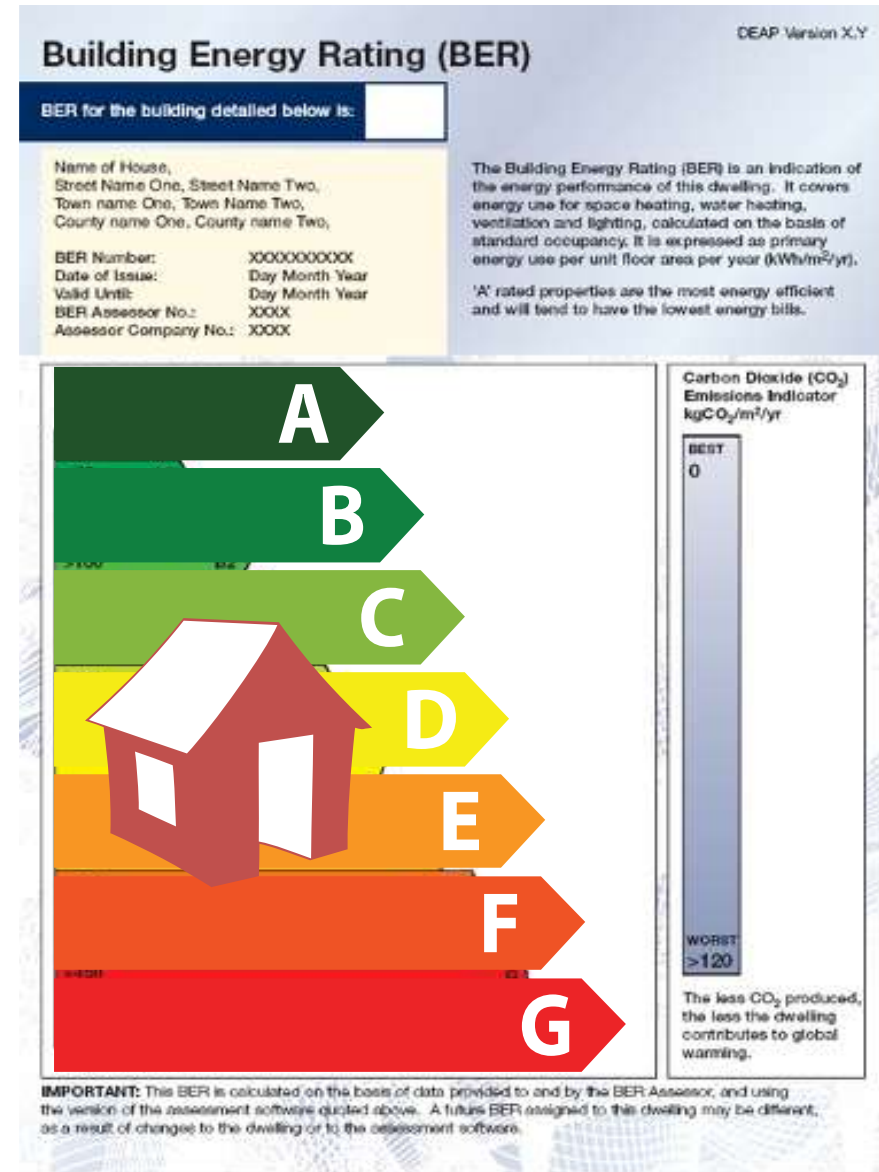 DEAP Version X.Y
Building Energy Rating (BER)
BER for the building detailed below is:
Name of House,
Street Name One, Street Name Two,
Town name One, Town Name Two,
County name One, County name Two,
BER Number: XXXXXXXXXX
Date of Issue: Day Month Year
Valid Until: Day Month Year
BER Assessor No.: XXXX
Assessor Company No.: XXXX
The Building Energy Rating (BER) is an indication of
the energy performance of this dwelling. It covers
energy use for space heating, water heating,
ventilation and lighting, calculated on the basis of
standard occupancy. It is expressed as primary
energy use per unit floor area per year (kWh/m²/yr).
'A' rated properties are the most energy efficient
and will tend to have the lowest energy bills.
A
B
C
D
E
F
G
Carbon Dioxide (CO₂)
Emissions Indicator
kgCO₂/m²/yr
BEST
0
WORST
>120
The less CO₂ produced,
the less the dwelling
contributes to global
warming.
IMPORTANT: This BER is calculated on the basis of data provided to and by the BER Assessor, and using
the version of the assessment software quoted above. A future BER assigned to this dwelling may be different,
as a result of changes to the dwelling or to the assessment software.